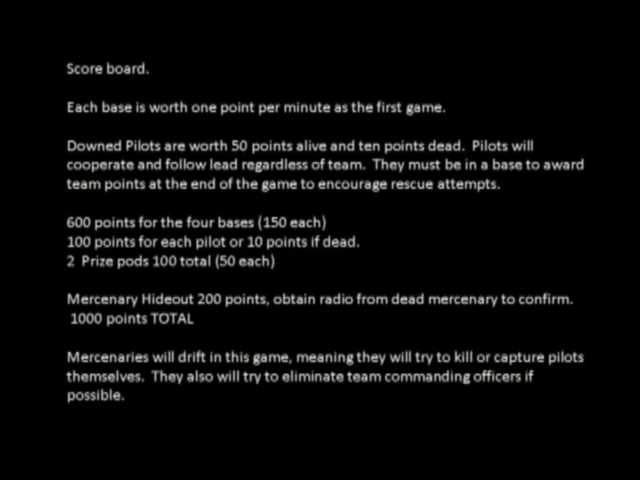 Score board.
Each base is worth one point per minute as the first game.
Downed Pilots are worth 50 points alive and ten points dead.  Pilots will
cooperate and follow lead regardless of team.  They must be in a base to award
team points at the end of the game to encourage rescue attempts.
600 points for the four bases (150 each)
100 points for each pilot or 10 points if dead.
2  Prize pods 100 total (50 each)
Mercenary Hideout 200 points, obtain radio from dead mercenary to confirm.
1000 points TOTAL
Mercenaries will drift in this game, meaning they will try to kill or capture pilots
themselves.  They also will try to eliminate team commanding officers if
possible.